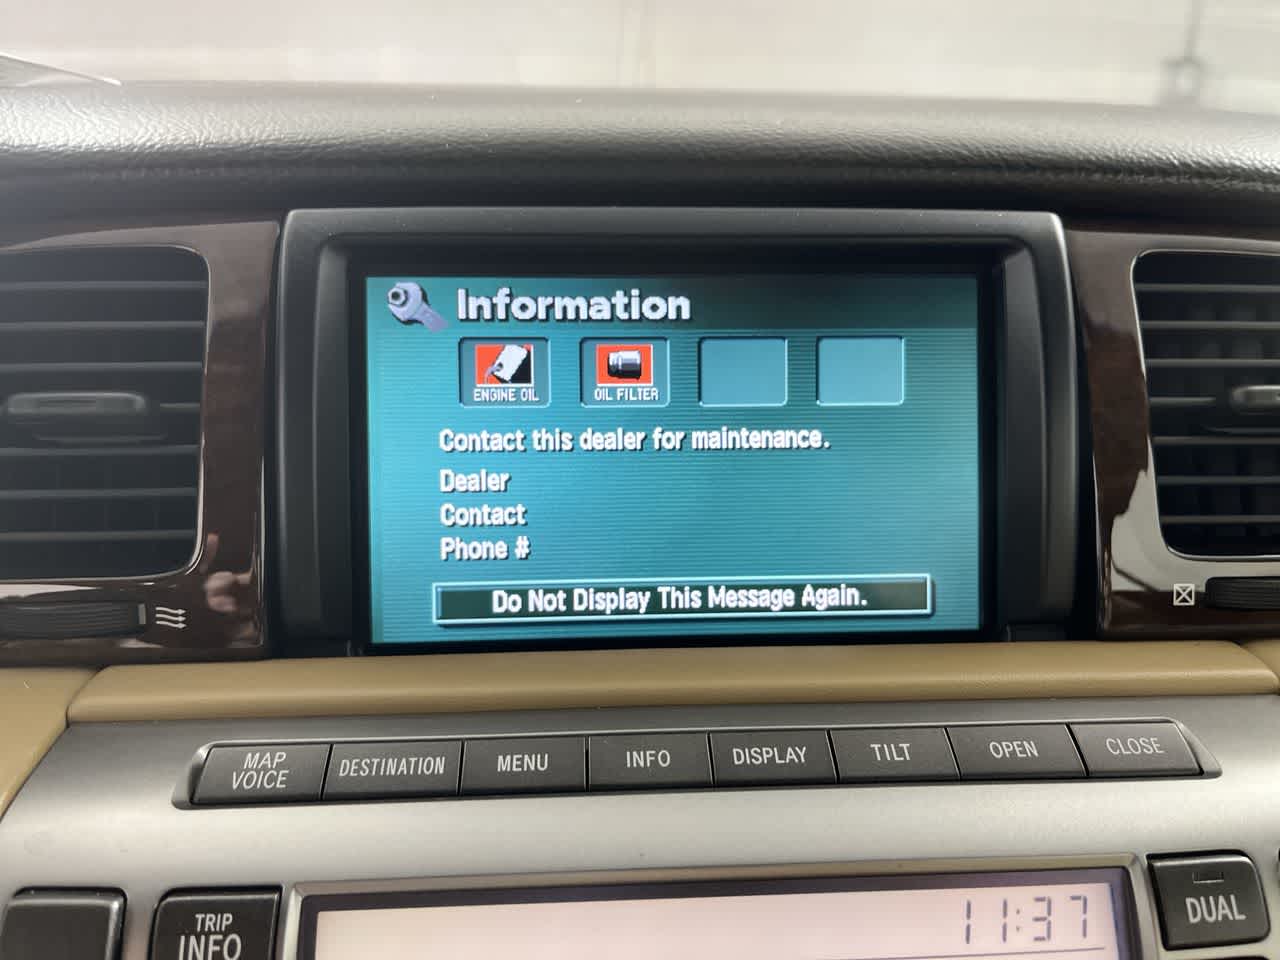 Information
ENGINE OIL
OIL FILTER
Contact this dealer for maintenance.
Dealer
Contact
Phone #
Do Not Display This Message Again.
MAP
VOICE
DESTINATION
MENU
INFO
DISPLAY
TILT
OPEN
CLOSE
TRIP
INFO
11:37
DUAL